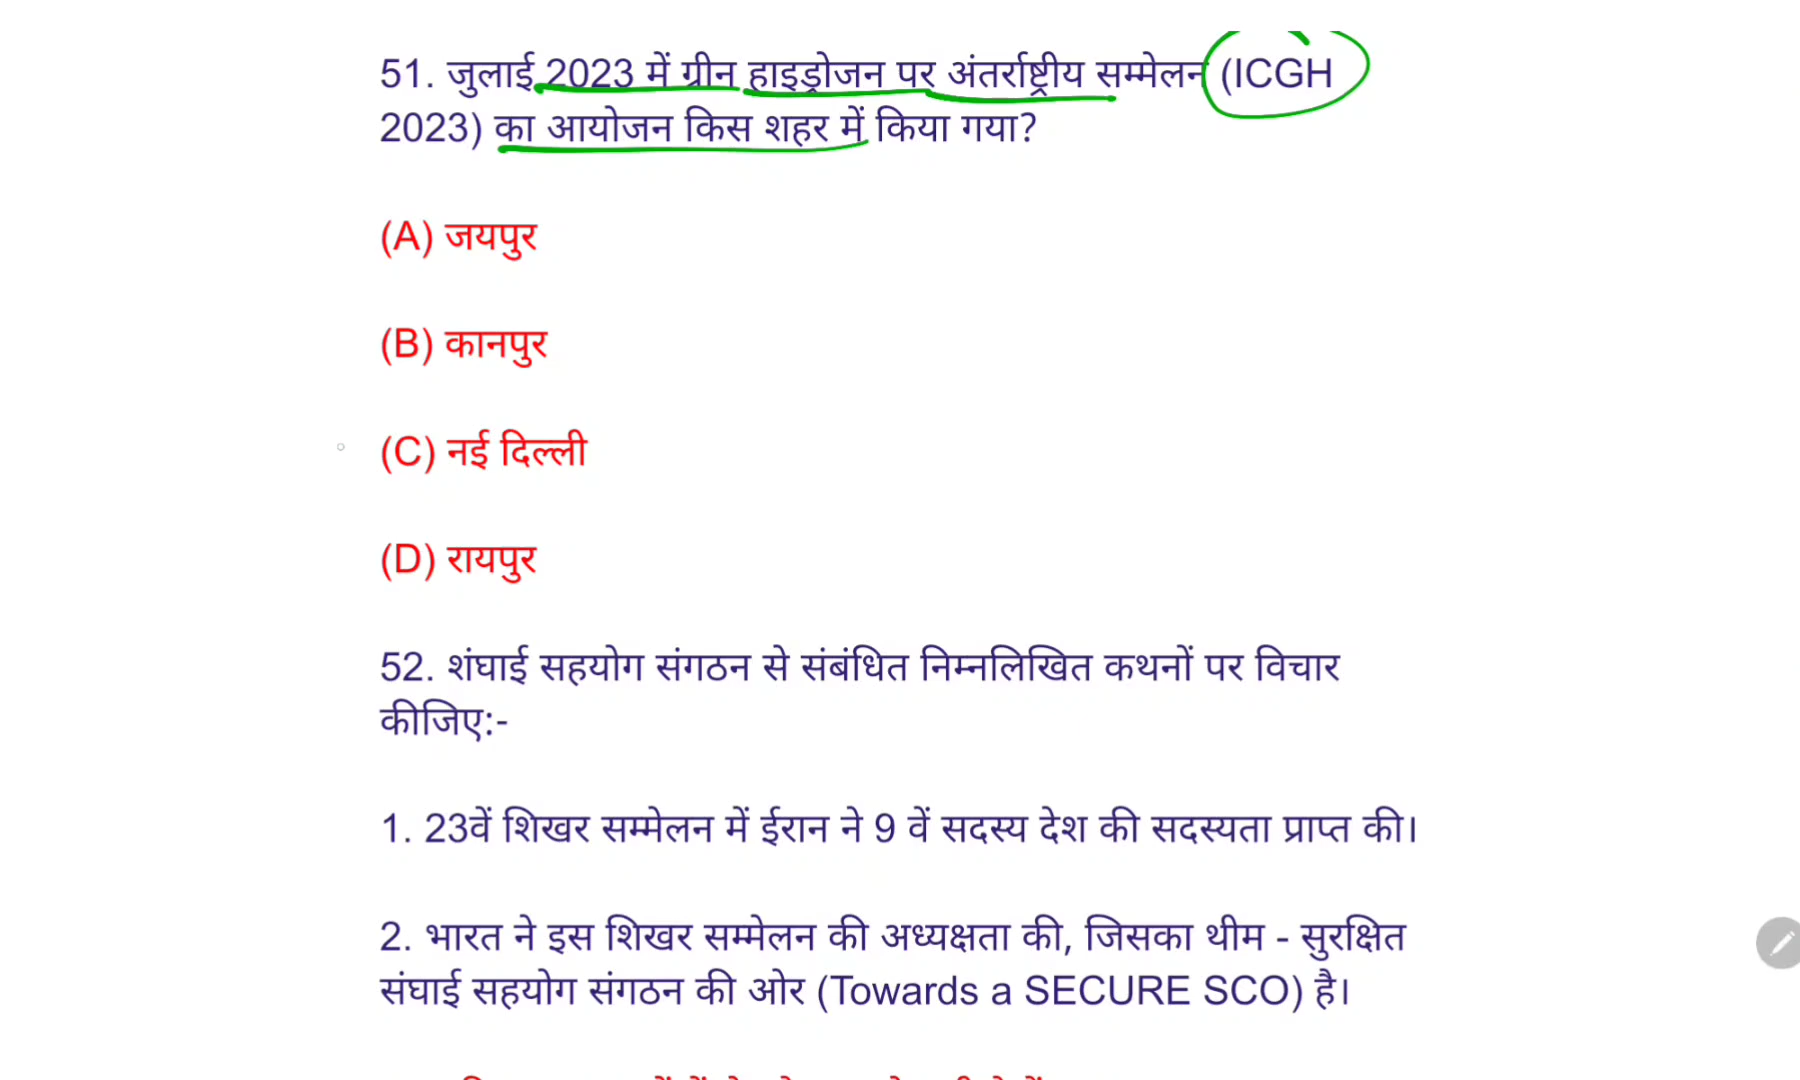 51. जुलाई 2023 में ग्रीन हाइड्रोजन पर अंतर्राष्ट्रीय सम्मेलन (ICGH
2023) का आयोजन किस शहर में किया गया?
(A) जयपुर
(B) कानपुर
(C) नई दिल्ली
(D) रायपुर
52. शंघाई सहयोग संगठन से संबंधित निम्नलिखित कथनों पर विचार
कीजिए:-
1. 23वें शिखर सम्मेलन में ईरान ने 9 वें सदस्य देश की सदस्यता प्राप्त की।
2. भारत ने इस शिखर सम्मेलन की अध्यक्षता की, जिसका थीम - सुरक्षित
संघाई सहयोग संगठन की ओर (Towards a SECURE SCO) है।